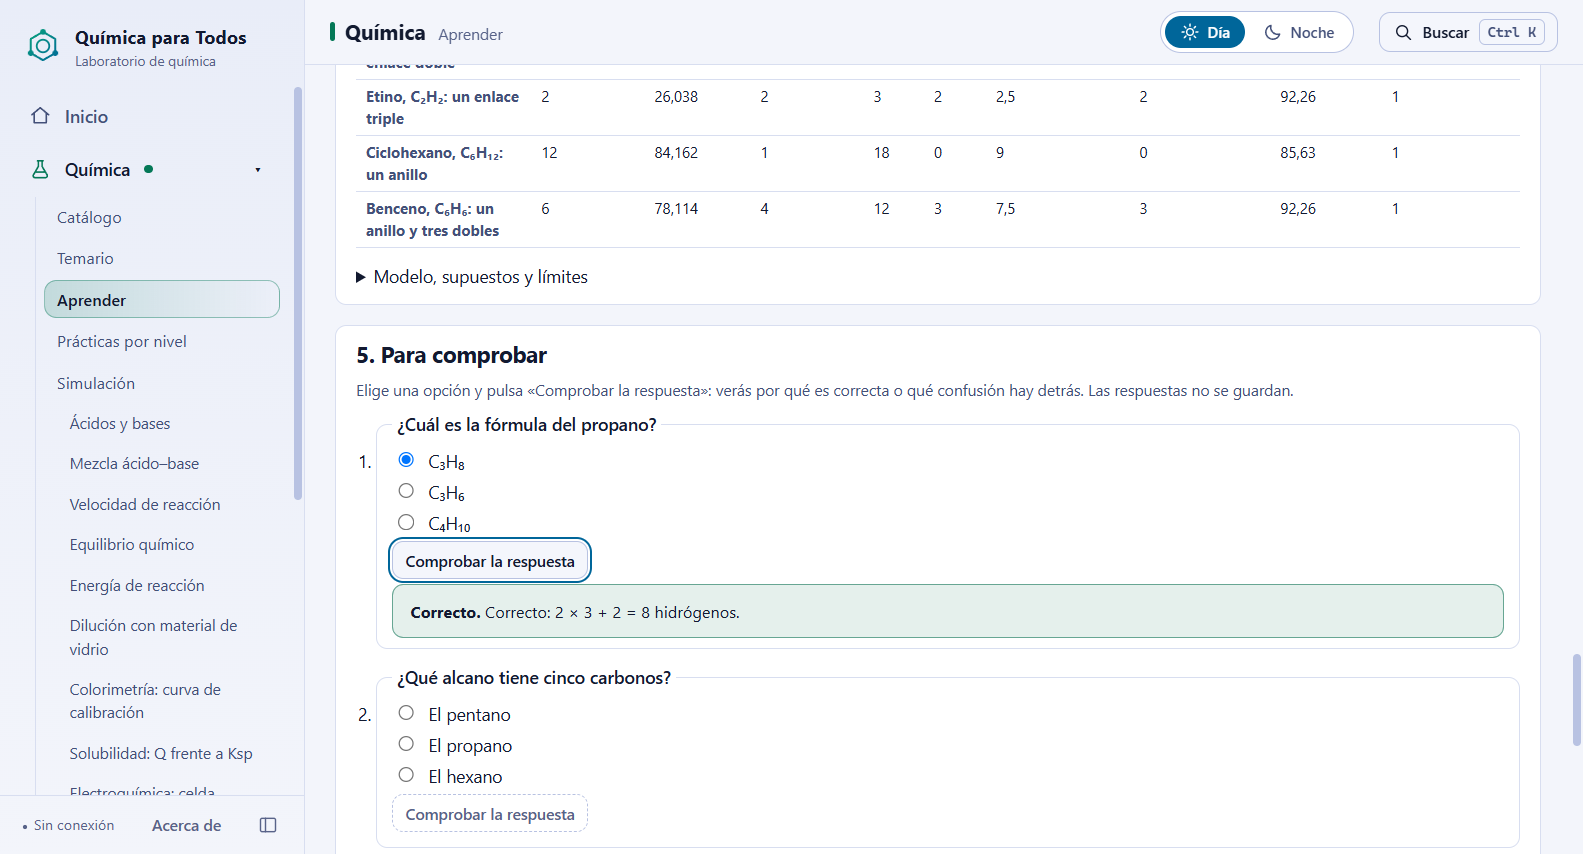 Química para Todos
Laboratorio de química
Inicio
Química
Catálogo
Temario
Aprender
Prácticas por nivel
Simulación
Ácidos y bases
Mezcla ácido–base
Velocidad de reacción
Equilibrio químico
Energía de reacción
Dilución con material de
vidrio
Colorimetría: curva de
calibración
Solubilidad: Q frente a Ksp
Electroquímica: celda
Sin conexión
Acerca de
Química Aprender
Día
Noche
Buscar Ctrl K
enlace doble
Etino, C₂H₂: un enlace triple 2 26,038 2 3 2 2,5 2 92,26 1
Ciclohexano, C₆H₁₂: un anillo 12 84,162 1 18 0 9 0 85,63 1
Benceno, C₆H₆: un anillo y tres dobles 6 78,114 4 12 3 7,5 3 92,26 1
▶ Modelo, supuestos y límites
5. Para comprobar
Elige una opción y pulsa «Comprobar la respuesta»: verás por qué es correcta o qué confusión hay detrás. Las respuestas no se guardan.
¿Cuál es la fórmula del propano?
1.
C₃H₈
C₃H₆
C₄H₁₀
Comprobar la respuesta
Correcto. Correcto: 2 × 3 + 2 = 8 hidrógenos.
¿Qué alcano tiene cinco carbonos?
2.
El pentano
El propano
El hexano
Comprobar la respuesta